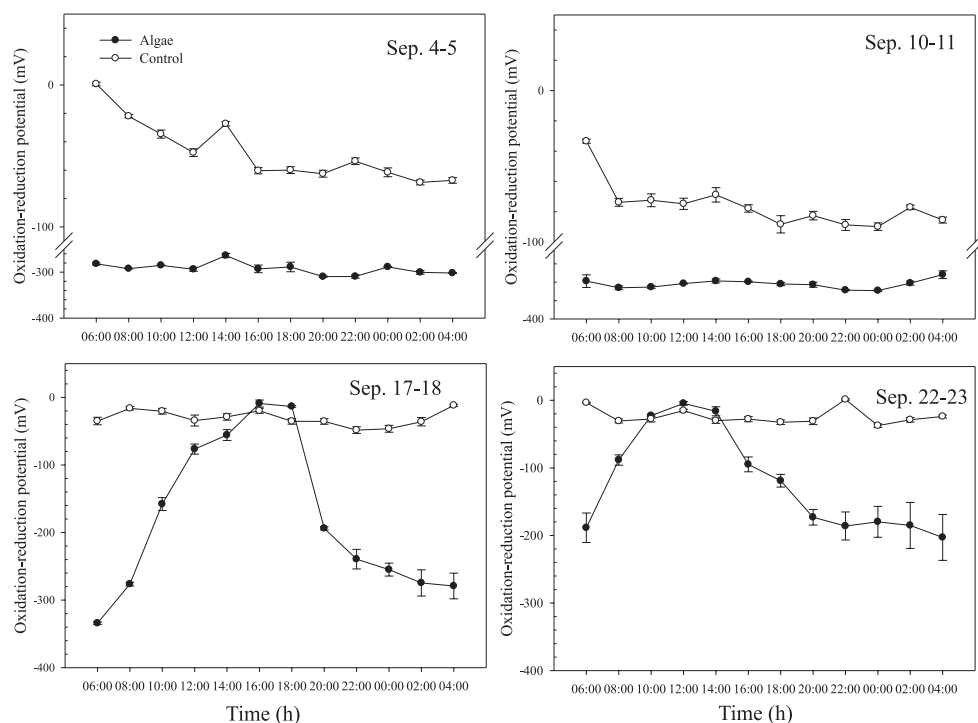 Algae
Control
Sep. 4-5
Oxidation-reduction potential (mV)
0
-100
-300
-400
06:00 08:00 10:00 12:00 14:00 16:00 18:00 20:00 22:00 00:00 02:00 04:00
Sep. 10-11
Oxidation-reduction potential (mV)
0
-100
-400
06:00 08:00 10:00 12:00 14:00 16:00 18:00 20:00 22:00 00:00 02:00 04:00
Sep. 17-18
Oxidation-reduction potential (mV)
0
-100
-200
-300
-400
06:00 08:00 10:00 12:00 14:00 16:00 18:00 20:00 22:00 00:00 02:00 04:00
Time (h)
Sep. 22-23
Oxidation-reduction potential (mV)
0
-100
-200
-300
-400
06:00 08:00 10:00 12:00 14:00 16:00 18:00 20:00 22:00 00:00 02:00 04:00
Time (h)